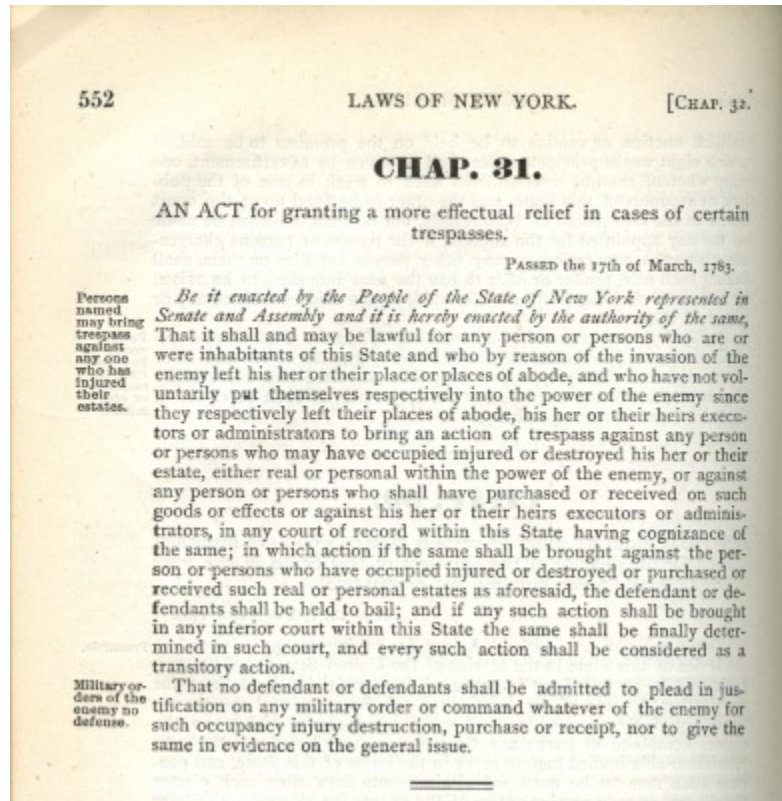 552 LAWS OF NEW YORK. [CHAP. 32.
CHAP. 31.
AN ACT for granting a more effectual relief in cases of certain
trespasses.
PASSED the 17th of March, 1783.
Persons
named
may bring
trespass
against
any one
who has
injured
their
estates.
Be it enacted by the People of the State of New York represented in
Senate and Assembly and it is hereby enacted by the authority of the same,
That it shall and may be lawful for any person or persons who are or
were inhabitants of this State and who by reason of the invasion of the
enemy left his her or their place or places of abode, and who have not vol-
untarily put themselves respectively into the power of the enemy since
they respectively left their places of abode, his her or their heirs execu-
tors or administrators to bring an action of trespass against any person
or persons who may have occupied injured or destroyed his her or their
estate, either real or personal within the power of the enemy, or against
any person or persons who shall have purchased or received on such
goods or effects or against his her or their heirs executors or adminis-
trators, in any court of record within this State having cognizance of
the same; in which action if the same shall be brought against the per-
son or persons who have occupied injured or destroyed or purchased or
received such real or personal estates as aforesaid, the defendant or de-
fendants shall be held to bail; and if any such action shall be brought
in any inferior court within this State the same shall be finally deter-
mined in such court, and every such action shall be considered as a
transitory action.
Military or-
ders of the
enemy no
defense.
That no defendant or defendants shall be admitted to plead in jus-
tification on any military order or command whatever of the enemy for
such occupancy injury destruction, purchase or receipt, nor to give the
same in evidence on the general issue.